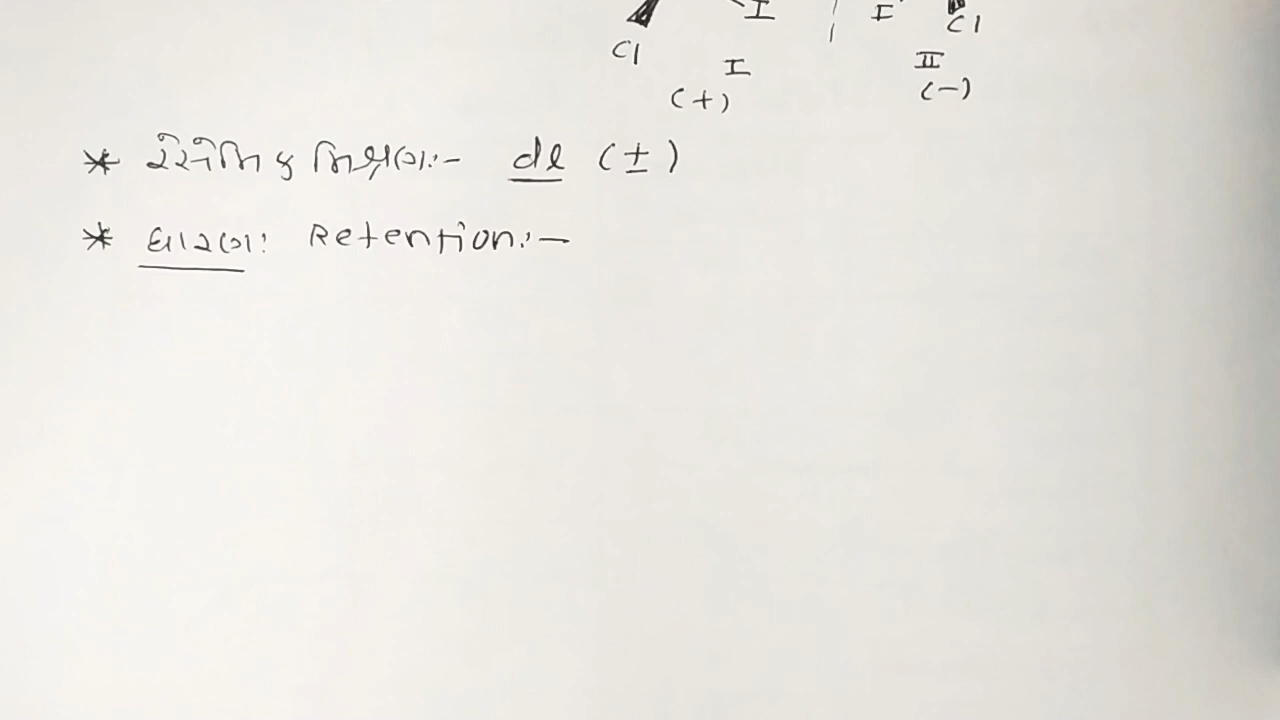 I I
Cl Cl
I II
(+) (-)
* રેસેમિક મિશ્રણ:- dl (±)
* ધારણ: Retention:-